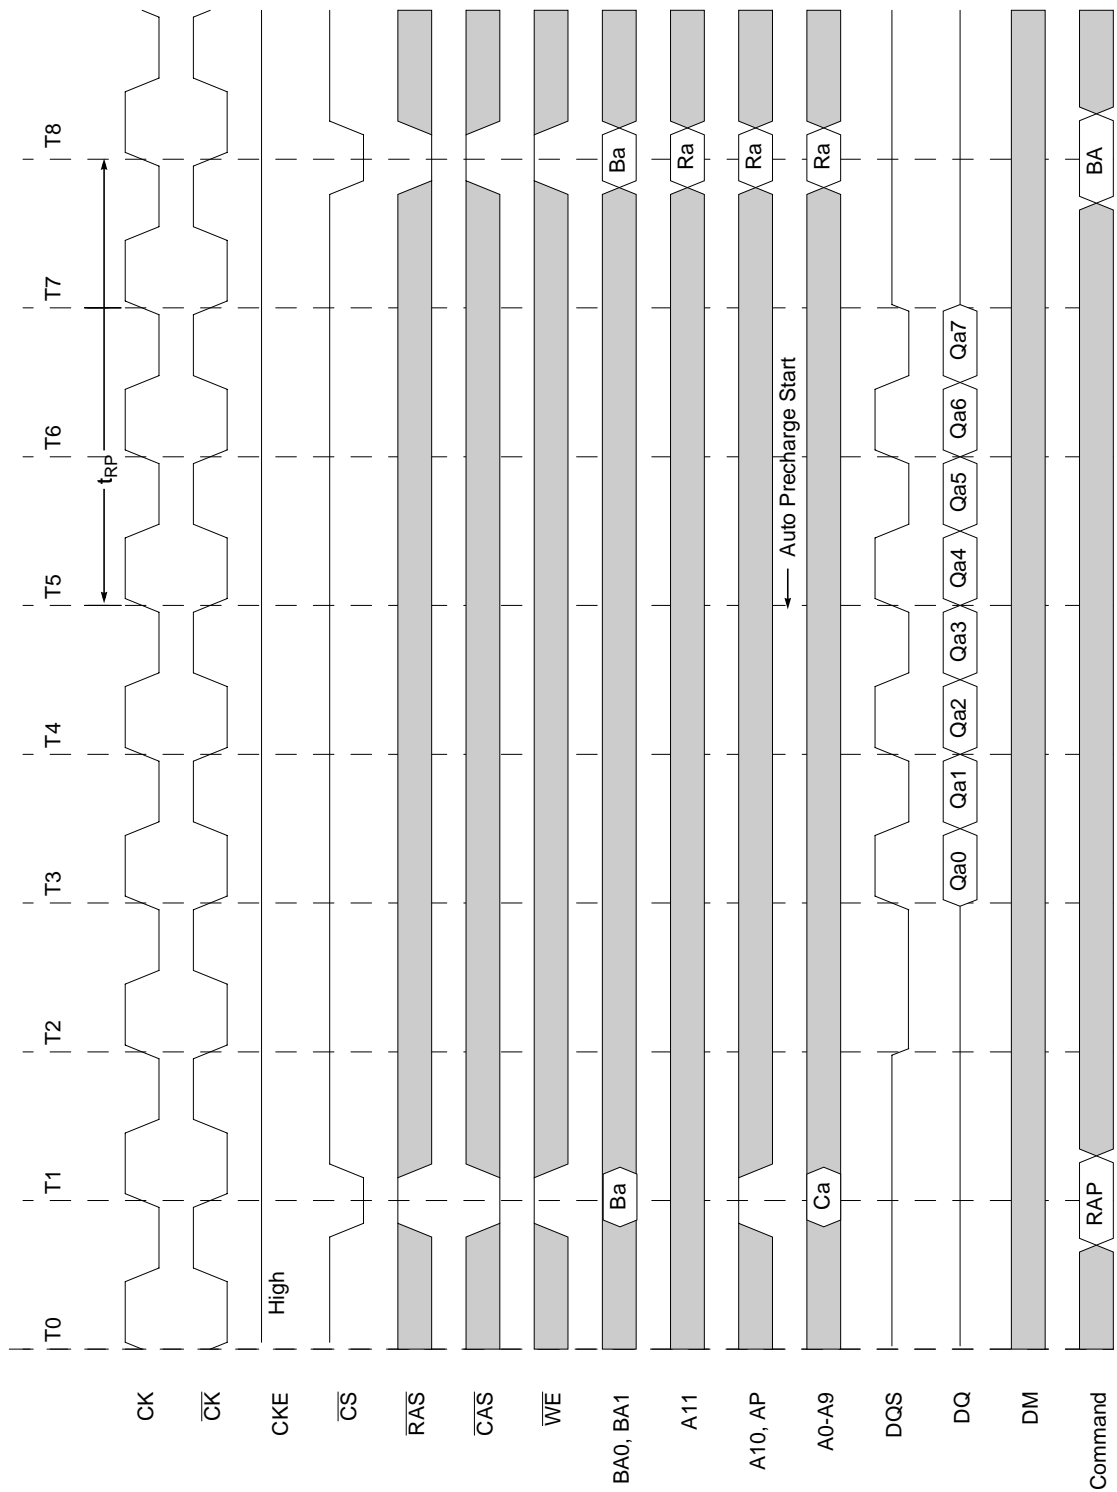 T0 T1 T2 T3 T4 T5 T6 T7 T8
tRP
CK
CK
CKE High
CS
RAS
CAS
WE
BA0, BA1 Ba Ba
A11 Ra
A10, AP Ra
Auto Precharge Start
A0-A9 Ca Ra
DQS
DQ Qa0 Qa1 Qa2 Qa3 Qa4 Qa5 Qa6 Qa7
DM
Command RAP BA